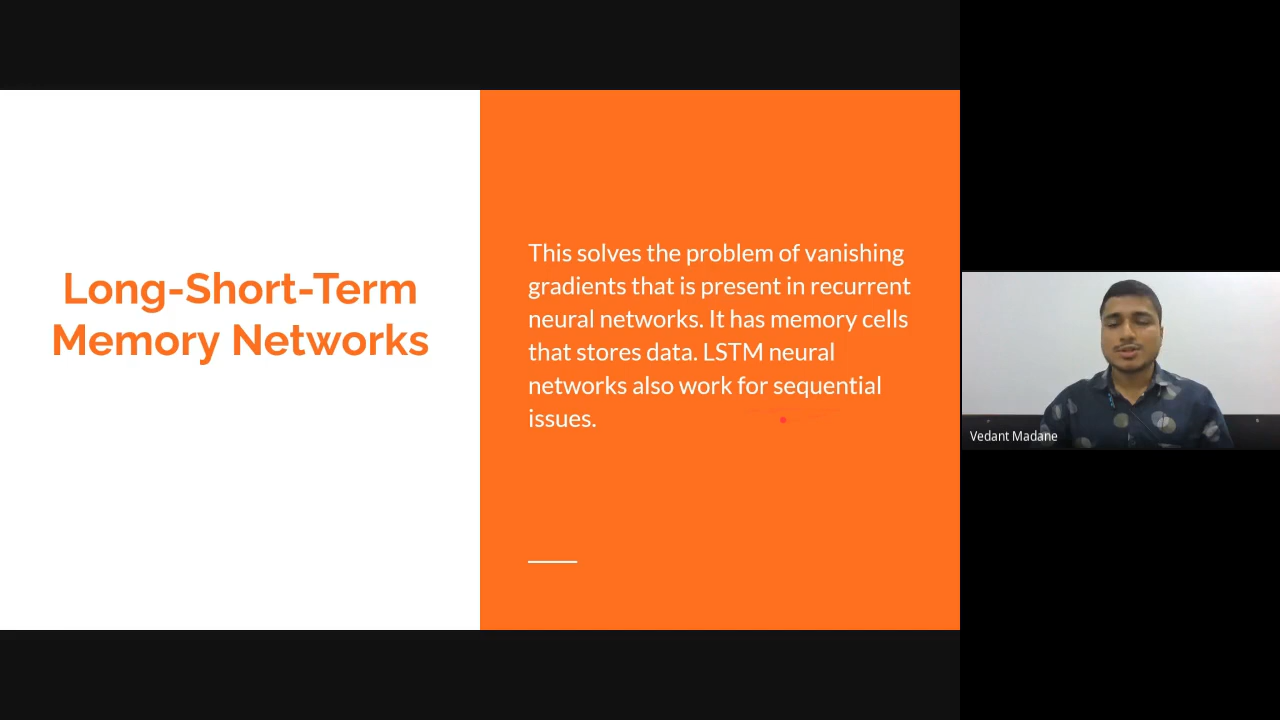 Long-Short-Term
Memory Networks
This solves the problem of vanishing
gradients that is present in recurrent
neural networks. It has memory cells
that stores data. LSTM neural
networks also work for sequential
issues.
Vedant Madane